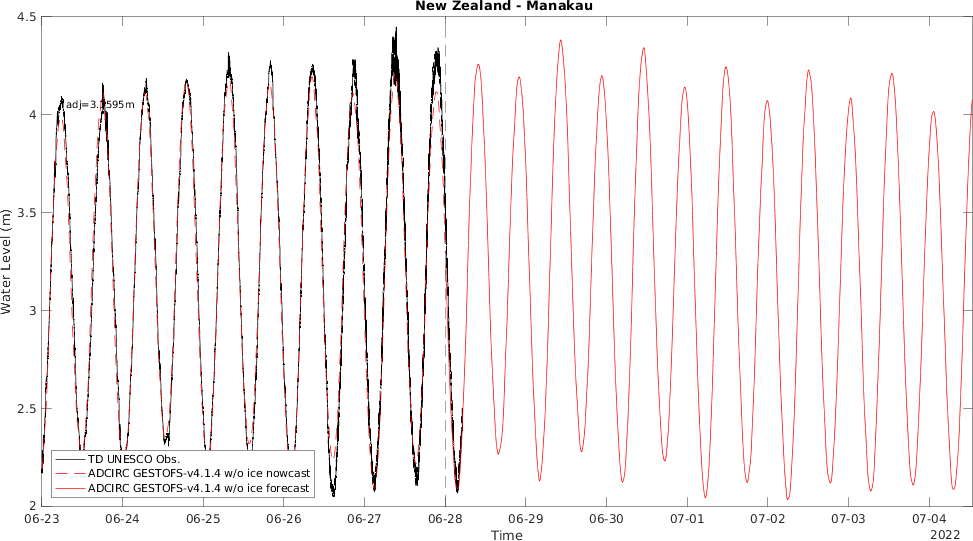 New Zealand - Manakau
4.5
4
3.5
3
2.5
2
Water Level (m)
TD UNESCO Obs.
ADCIRC GESTOFS-v4.1.4 w/o ice nowcast
ADCIRC GESTOFS-v4.1.4 w/o ice forecast
06-23 06-24 06-25 06-26 06-27 06-28 06-29 06-30 07-01 07-02 07-03 07-04
Time
2022